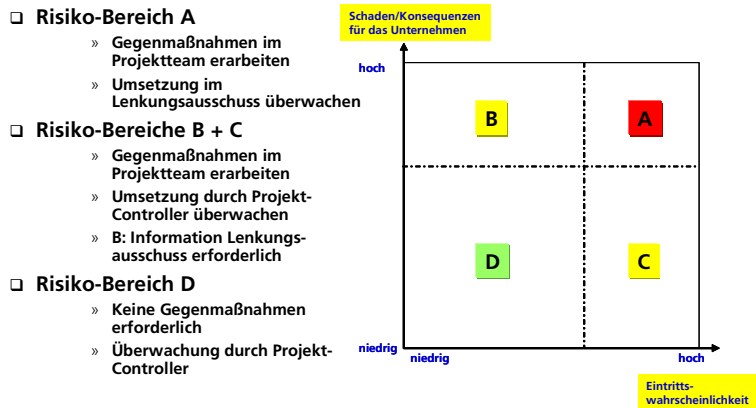 Risiko-Bereich A
» Gegenmaßnahmen im
Projektteam erarbeiten
» Umsetzung im
Lenkungsausschuss überwachen
Risiko-Bereiche B + C
» Gegenmaßnahmen im
Projektteam erarbeiten
» Umsetzung durch Projekt-
Controller überwachen
» B: Information Lenkungs-
ausschuss erforderlich
Risiko-Bereich D
» Keine Gegenmaßnahmen
erforderlich
» Überwachung durch Projekt-
Controller
Schaden/Konsequenzen
für das Unternehmen
hoch
B
A
D
C
niedrig
niedrig
hoch
Eintritts-
wahrscheinlichkeit